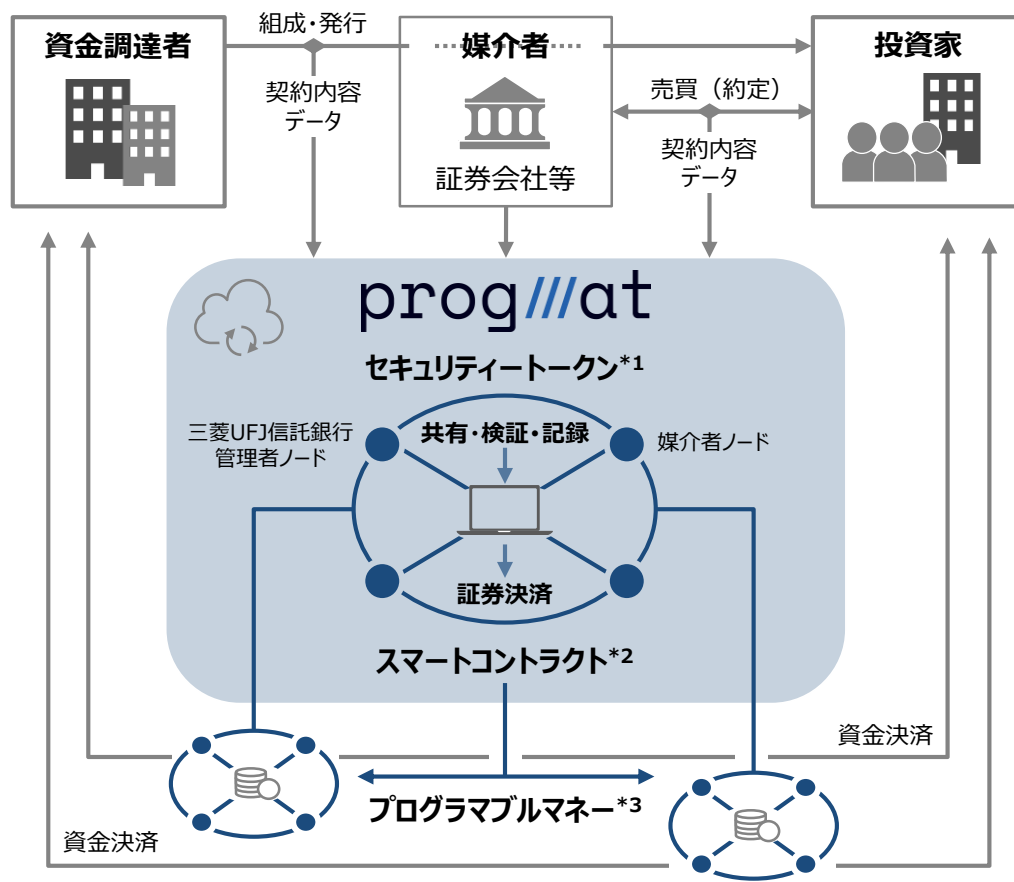 資金調達者
組成・発行
媒介者
投資家
契約内容
データ
売買（約定）
契約内容
データ
証券会社等
prog///at
セキュリティートークン*1
三菱UFJ信託銀行
管理者ノード
共有・検証・記録
媒介者ノード
証券決済
スマートコントラクト*2
資金決済
プログラマブルマネー*3
資金決済